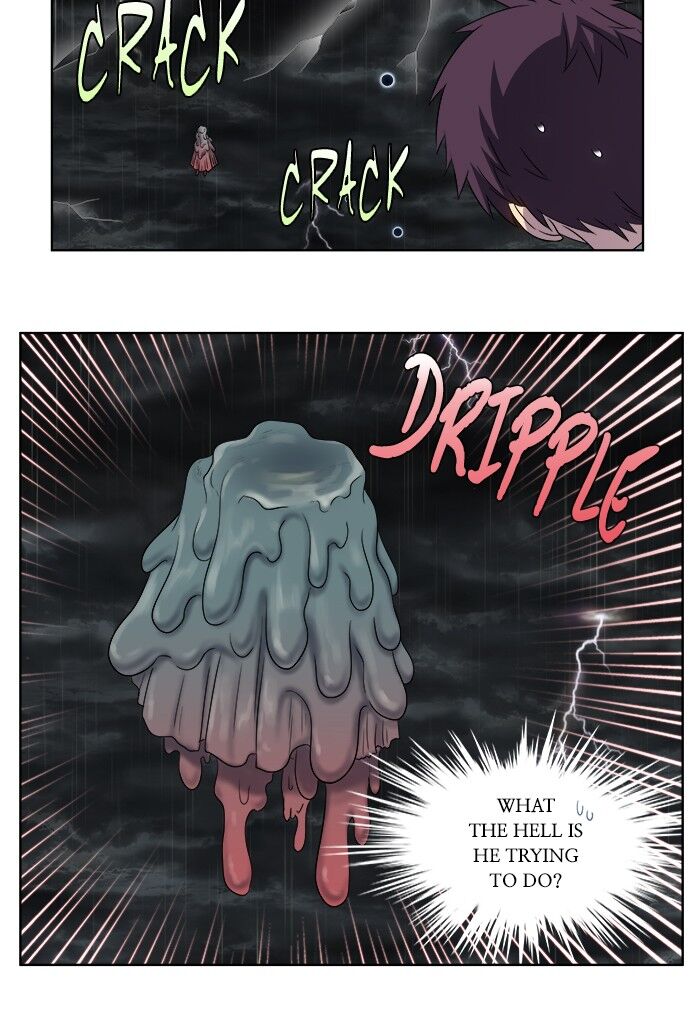 CRACK
CRACK
DRIPPLE
WHAT
THE HELL IS
HE TRYING
TO DO?